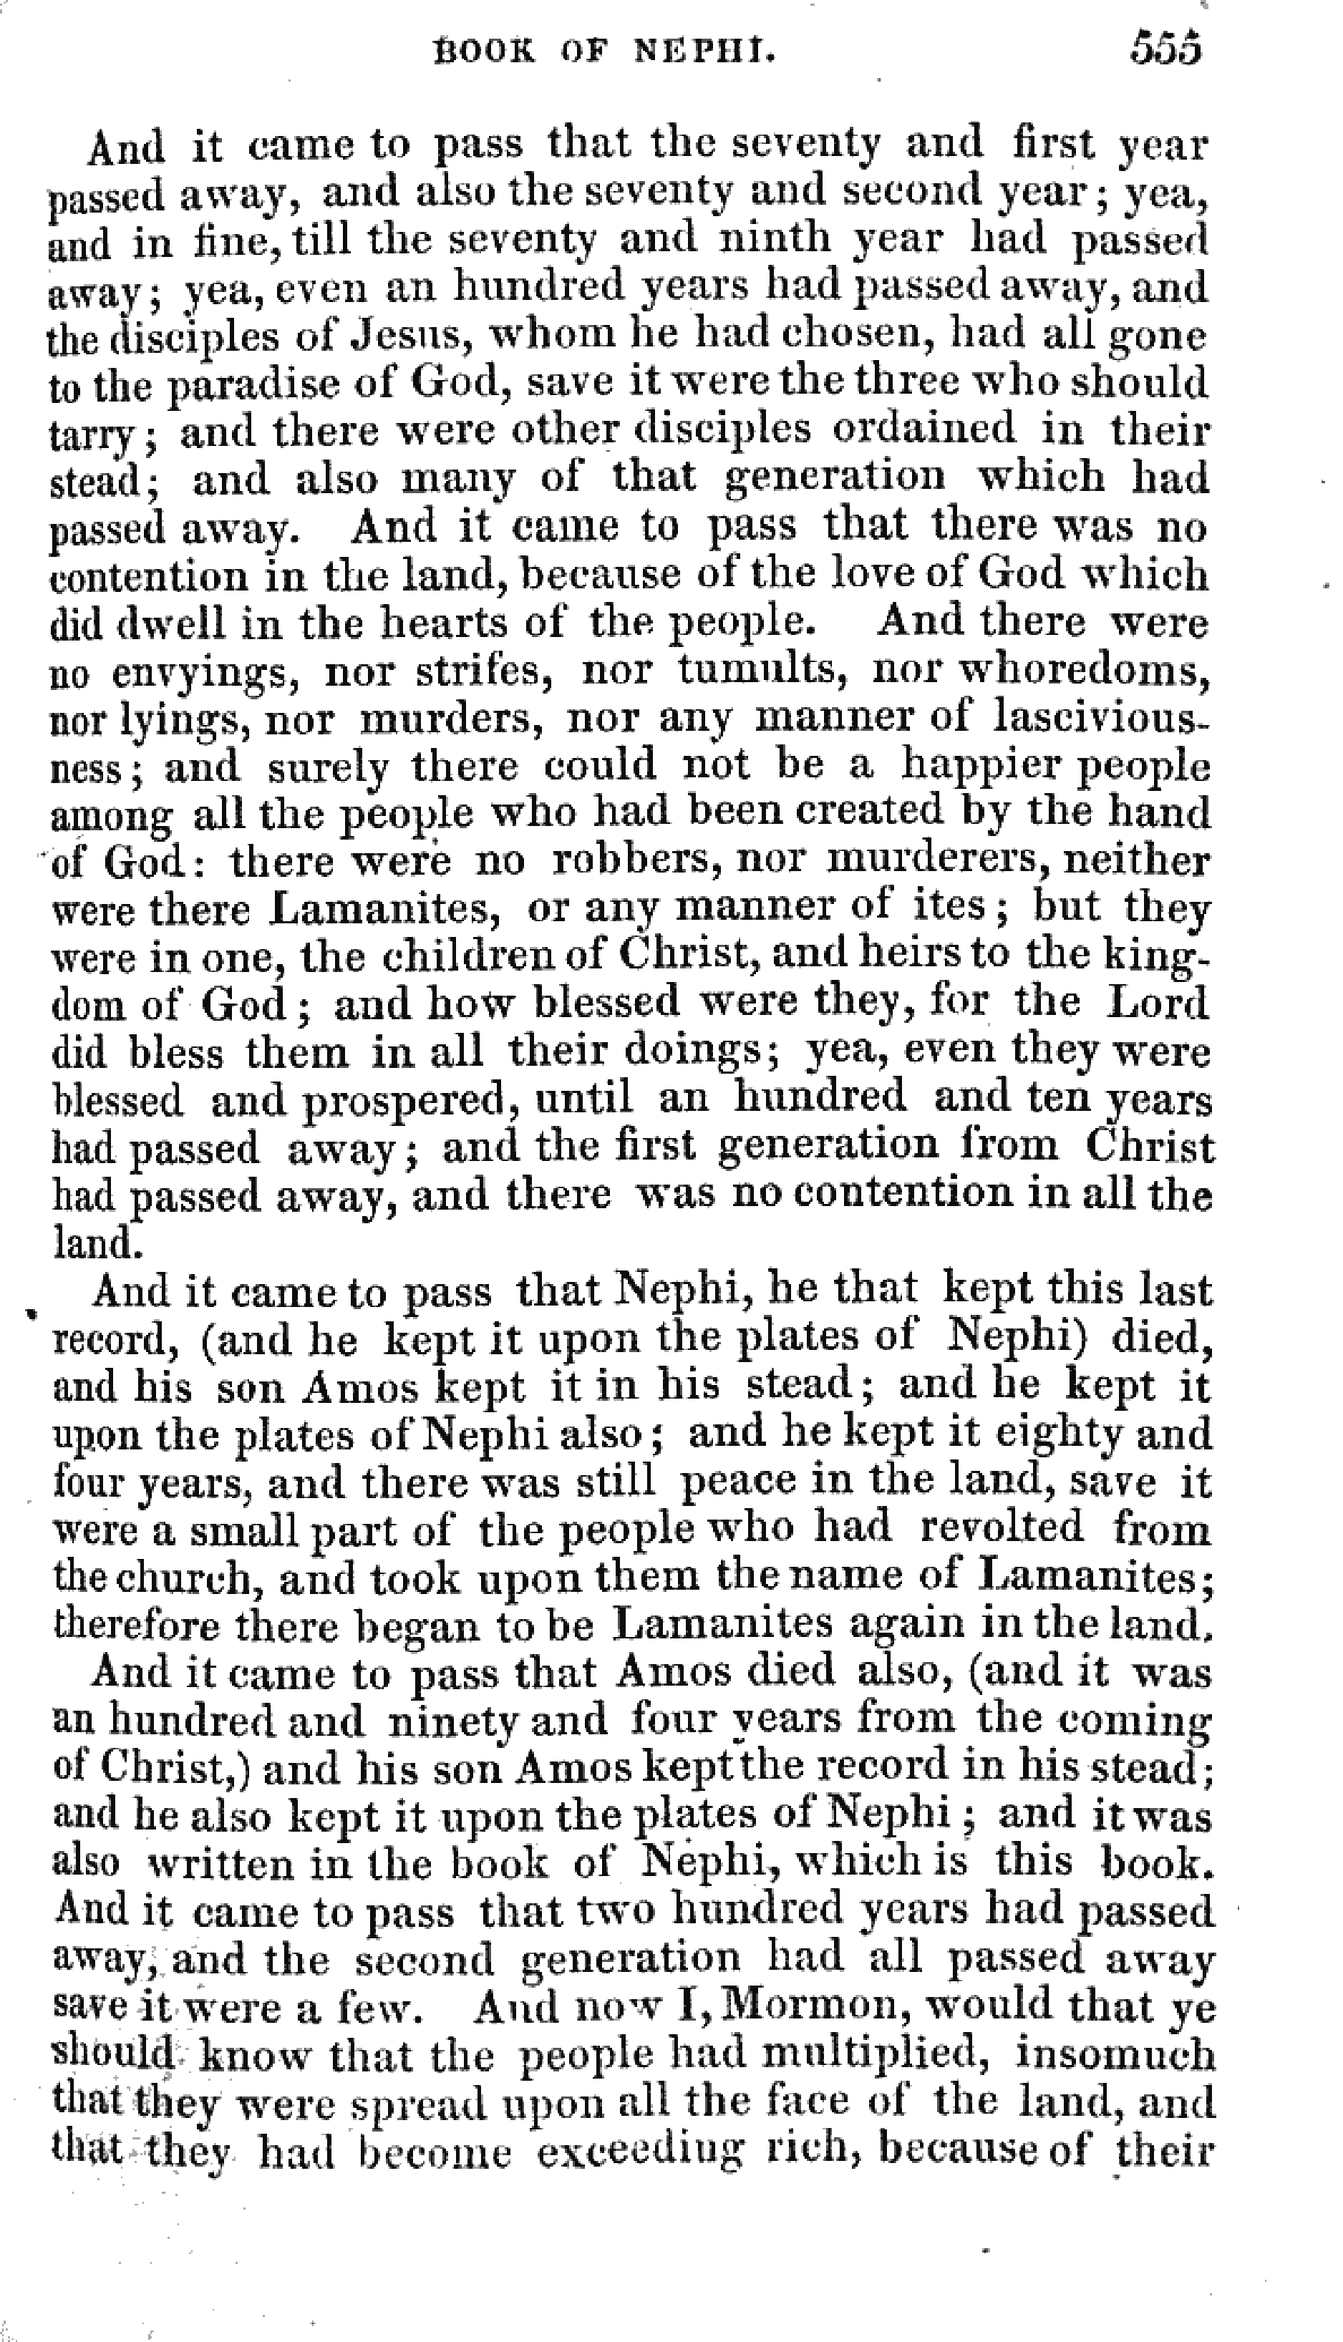 BOOK OF NEPHI. 555
And it came to pass that the seventy and first year
passed away, and also the seventy and second year; yea,
and in fine, till the seventy and ninth year had passed
away; yea, even an hundred years had passed away, and
the disciples of Jesus, whom he had chosen, had all gone
to the paradise of God, save it were the three who should
tarry; and there were other disciples ordained in their
stead; and also many of that generation which had
passed away. And it came to pass that there was no
contention in the land, because of the love of God which
did dwell in the hearts of the people. And there were
no envyings, nor strifes, nor tumults, nor whoredoms,
nor lyings, nor murders, nor any manner of lascivious-
ness; and surely there could not be a happier people
among all the people who had been created by the hand
of God: there were no robbers, nor murderers, neither
were there Lamanites, or any manner of ites; but they
were in one, the children of Christ, and heirs to the king-
dom of God; and how blessed were they, for the Lord
did bless them in all their doings; yea, even they were
blessed and prospered, until an hundred and ten years
had passed away; and the first generation from Christ
had passed away, and there was no contention in all the
land.
And it came to pass that Nephi, he that kept this last
record, (and he kept it upon the plates of Nephi) died,
and his son Amos kept it in his stead; and he kept it
upon the plates of Nephi also; and he kept it eighty and
four years, and there was still peace in the land, save it
were a small part of the people who had revolted from
the church, and took upon them the name of Lamanites;
therefore there began to be Lamanites again in the land.
And it came to pass that Amos died also, (and it was
an hundred and ninety and four years from the coming
of Christ,) and his son Amos kept the record in his stead;
and he also kept it upon the plates of Nephi; and it was
also written in the book of Nephi, which is this book.
And it came to pass that two hundred years had passed
away, and the second generation had all passed away
save it were a few. And now I, Mormon, would that ye
should know that the people had multiplied, insomuch
that they were spread upon all the face of the land, and
that they had become exceeding rich, because of their